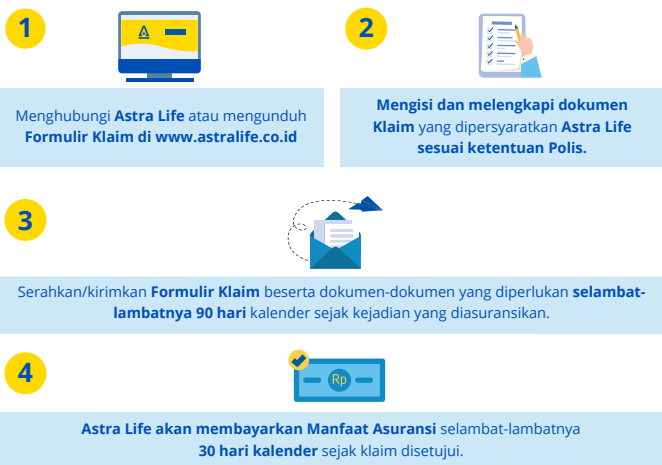 1
Menghubungi Astra Life atau mengunduh
Formulir Klaim di www.astralife.co.id
2
Mengisi dan melengkapi dokumen
Klaim yang dipersyaratkan Astra Life
sesuai ketentuan Polis.
3
Serahkan/kirimkan Formulir Klaim beserta dokumen-dokumen yang diperlukan selambat-
lambatnya 90 hari kalender sejak kejadian yang diasuransikan.
4
Rp
Astra Life akan membayarkan Manfaat Asuransi selambat-lambatnya
30 hari kalender sejak klaim disetujui.